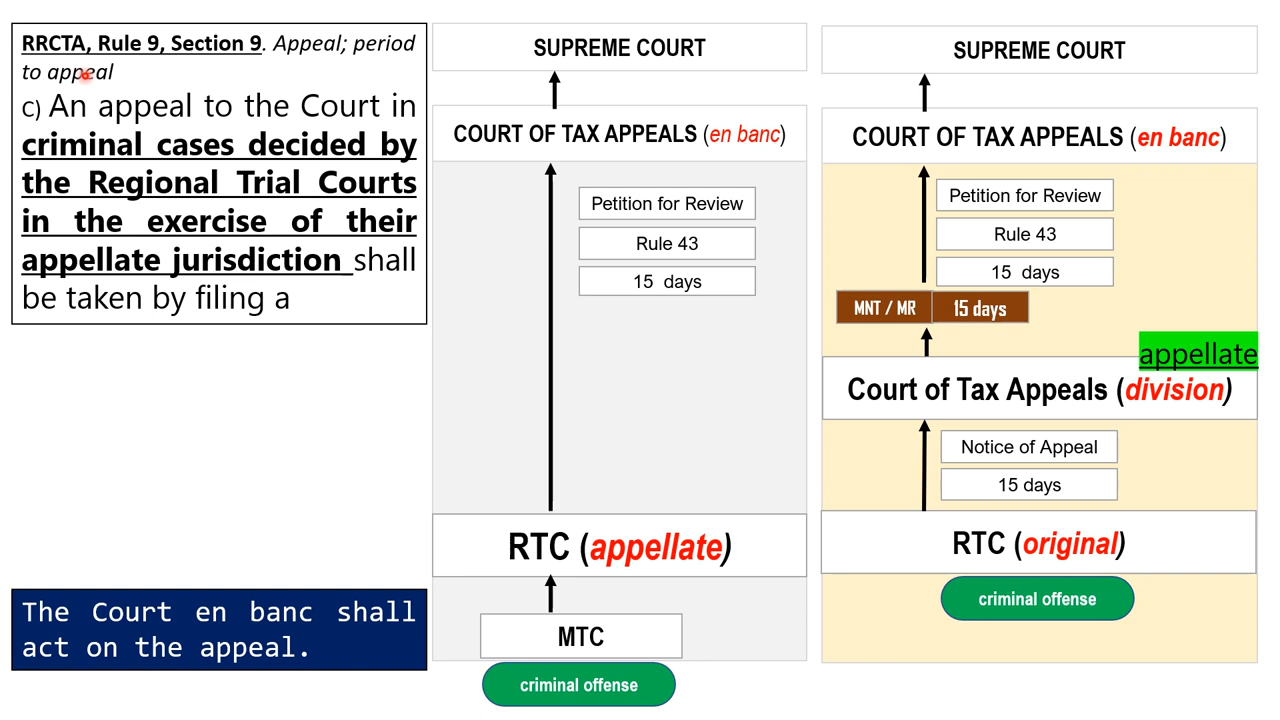 RRCTA, Rule 9, Section 9. Appeal; period
to appeal
c) An appeal to the Court in
criminal cases decided by
the Regional Trial Courts
in the exercise of their
appellate jurisdiction shall
be taken by filing a
The Court en banc shall
act on the appeal.
SUPREME COURT
COURT OF TAX APPEALS (en banc)
Petition for Review
Rule 43
15 days
RTC (appellate)
MTC
criminal offense
SUPREME COURT
COURT OF TAX APPEALS (en banc)
Petition for Review
Rule 43
15 days
MNT / MR 15 days
appellate
Court of Tax Appeals (division)
Notice of Appeal
15 days
RTC (original)
criminal offense